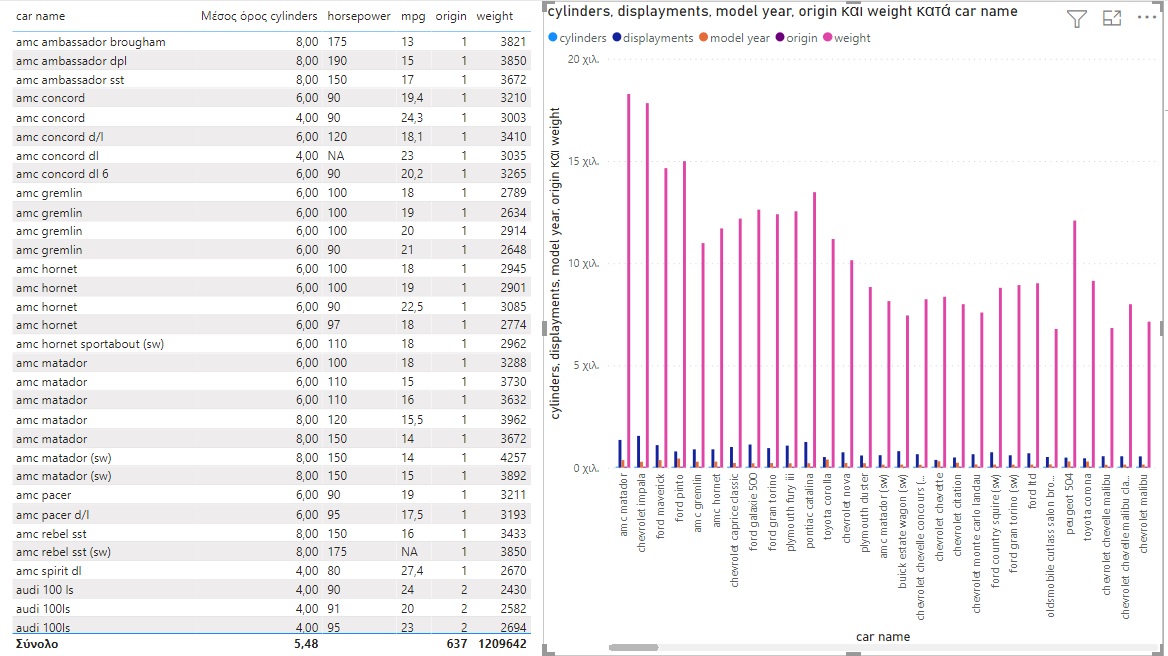 car name Μέσος όρος cylinders horsepower mpg origin weight
amc ambassador brougham 8,00 175 13 1 3821
amc ambassador dpl 8,00 190 15 1 3850
amc ambassador sst 8,00 150 17 1 3672
amc concord 6,00 90 19,4 1 3210
amc concord 4,00 90 24,3 1 3003
amc concord d/l 6,00 120 18,1 1 3410
amc concord dl 4,00 NA 23 1 3035
amc concord dl 6 6,00 90 20,2 1 3265
amc gremlin 6,00 100 18 1 2789
amc gremlin 6,00 100 19 1 2634
amc gremlin 6,00 100 20 1 2914
amc gremlin 6,00 90 21 1 2648
amc hornet 6,00 100 18 1 2945
amc hornet 6,00 100 19 1 2901
amc hornet 6,00 90 22,5 1 3085
amc hornet 6,00 97 18 1 2774
amc hornet sportabout (sw) 6,00 110 18 1 2962
amc matador 6,00 100 18 1 3288
amc matador 6,00 110 15 1 3730
amc matador 6,00 110 16 1 3632
amc matador 8,00 120 15,5 1 3962
amc matador 8,00 150 14 1 3672
amc matador (sw) 8,00 150 14 1 4257
amc matador (sw) 8,00 150 15 1 3892
amc pacer 6,00 90 19 1 3211
amc pacer d/l 6,00 95 17,5 1 3193
amc rebel sst 8,00 150 16 1 3433
amc rebel sst (sw) 8,00 175 NA 1 3850
amc spirit dl 4,00 80 27,4 1 2670
audi 100 ls 4,00 90 24 2 2430
audi 100ls 4,00 91 20 2 2582
audi 100ls 4,00 95 23 2 2694
Σύνολο 5,48 637 1209642
cylinders, displayments, model year, origin και weight κατά car name
cylinders displayments model year origin weight
cylinders, displayments, model year, origin και weight
20 χιλ.
15 χιλ.
10 χιλ.
5 χιλ.
0 χιλ.
amc matador
chevrolet impala
ford maverick
ford pinto
amc gremlin
amc hornet
chevrolet caprice classic
ford galaxie 500
ford gran torino
plymouth fury iii
pontiac catalina
toyota corolla
chevrolet nova
plymouth duster
amc matador (sw)
buick estate wagon (sw)
chevrolet chevelle concours (...
chevrolet chevette
chevrolet citation
chevrolet monte carlo landau
ford country squire (sw)
ford gran torino (sw)
ford ltd
oldsmobile cutlass salon bro...
peugeot 504
toyota corona
chevrolet chevelle malibu
chevrolet chevelle malibu cla...
chevrolet malibu
car name